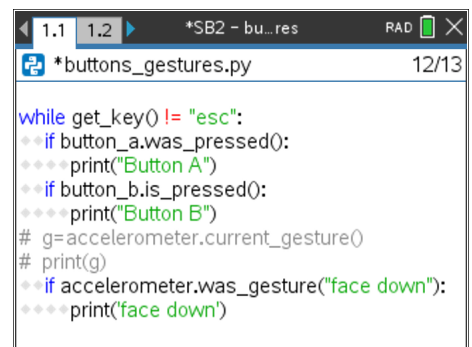 1.1 1.2 *SB2 – bu...res RAD
*buttons_gestures.py 12/13
while get_key() != "esc":
◆◆if button_a.was_pressed():
◆◆◆◆print("Button A")
◆◆if button_b.is_pressed():
◆◆◆◆print("Button B")
# g=accelerometer.current_gesture()
# print(g)
◆◆if accelerometer.was_gesture("face down"):
◆◆◆◆print('face down')